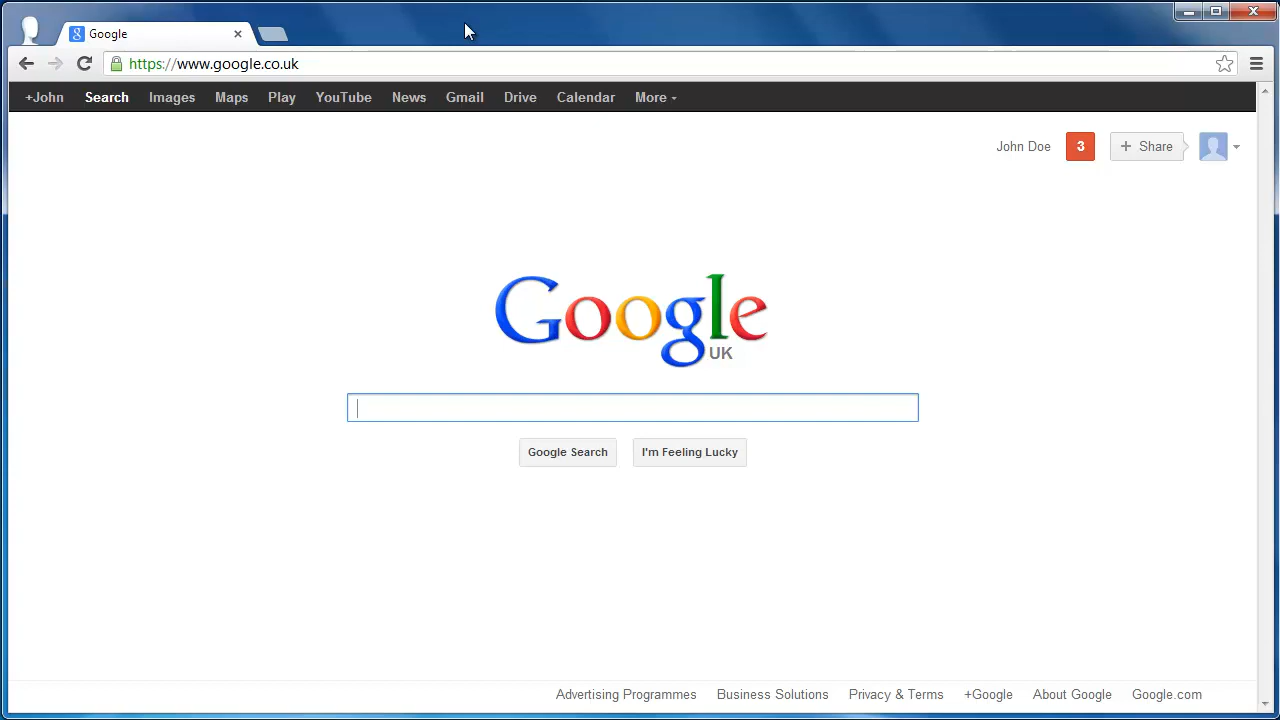 Google
https://www.google.co.uk
+John Search Images Maps Play YouTube News Gmail Drive Calendar More
John Doe 3 + Share
Google
UK
Google Search I'm Feeling Lucky
Advertising Programmes Business Solutions Privacy & Terms +Google About Google Google.com